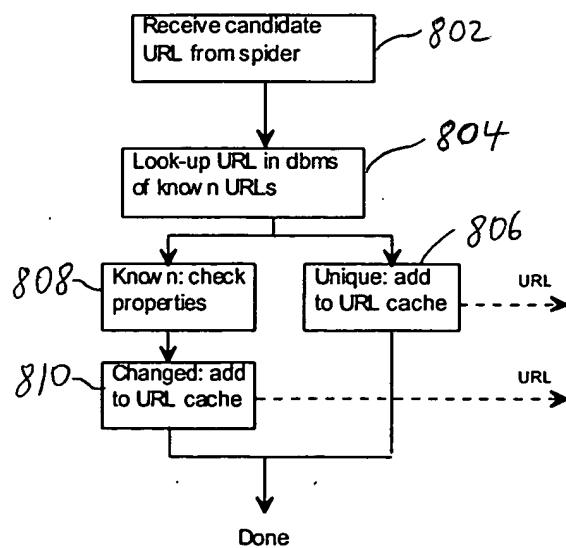 Receive candidate
URL from spider
802
Look-up URL in dbms
of known URLs
804
806
808
Known: check
properties
Unique: add
to URL cache
URL
810
Changed: add
to URL cache
URL
Done